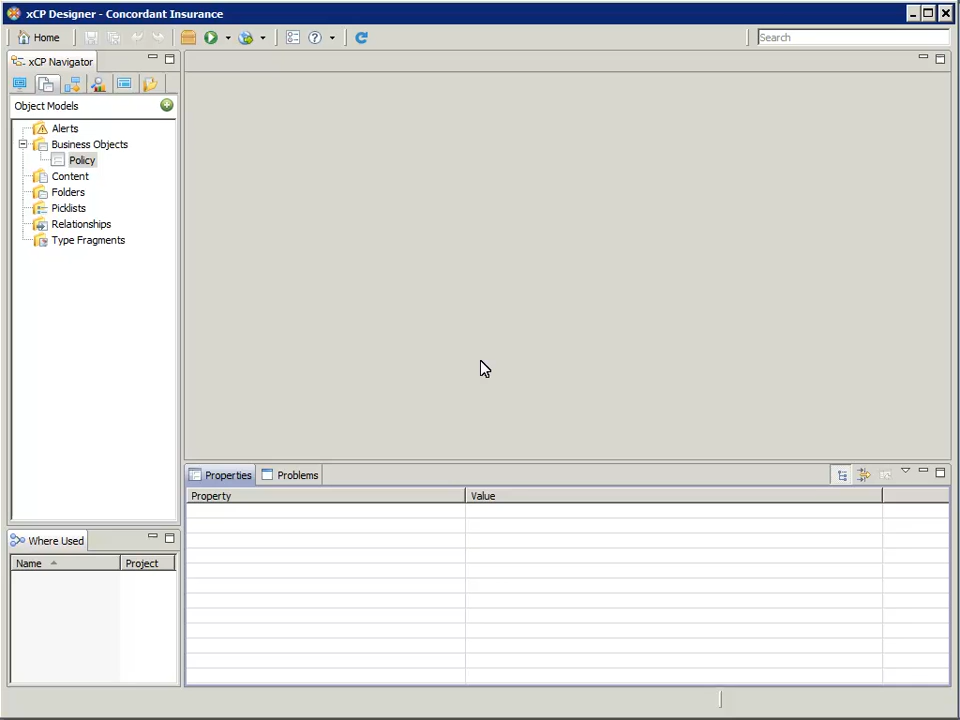 xCP Designer - Concordant Insurance
Home
Search
xCP Navigator
Object Models
Alerts
Business Objects
Policy
Content
Folders
Picklists
Relationships
Type Fragments
Properties
Problems
Property
Value
Where Used
Name
Project